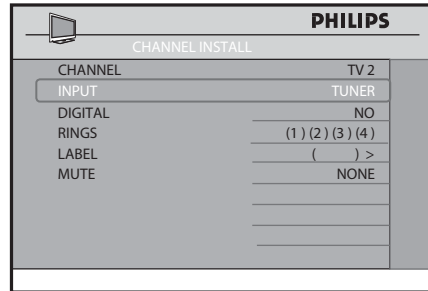 PHILIPS
CHANNEL INSTALL
CHANNEL TV 2
INPUT TUNER
DIGITAL NO
RINGS ( 1 ) ( 2 ) ( 3 ) ( 4 )
LABEL ( ) >
MUTE NONE